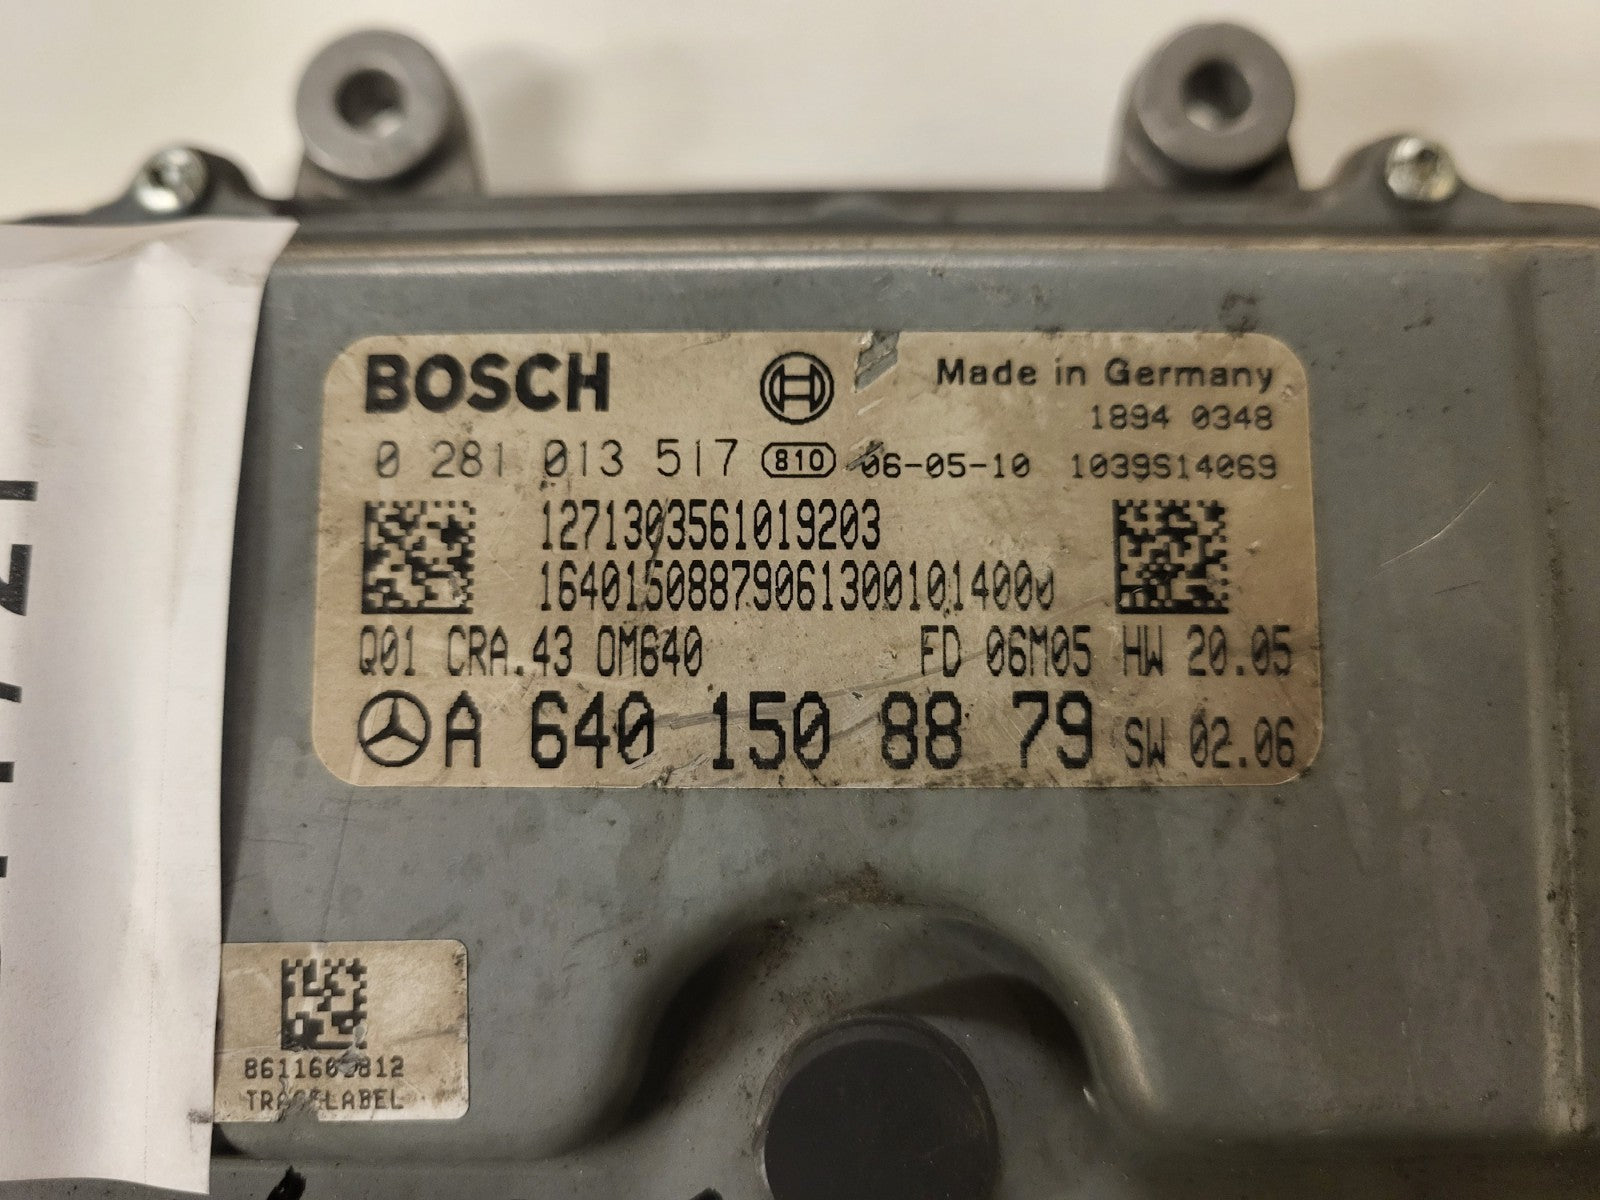 BOSCH
Made in Germany
1894 0348
0 281 013 517 810 06-05-10 1039S14069
1271303561019203
164015088790613001014000
Q01 CRA.43 OM640 FD 06M05 HW 20.05
A 640 150 88 79 SW 02.06
TRACELABEL